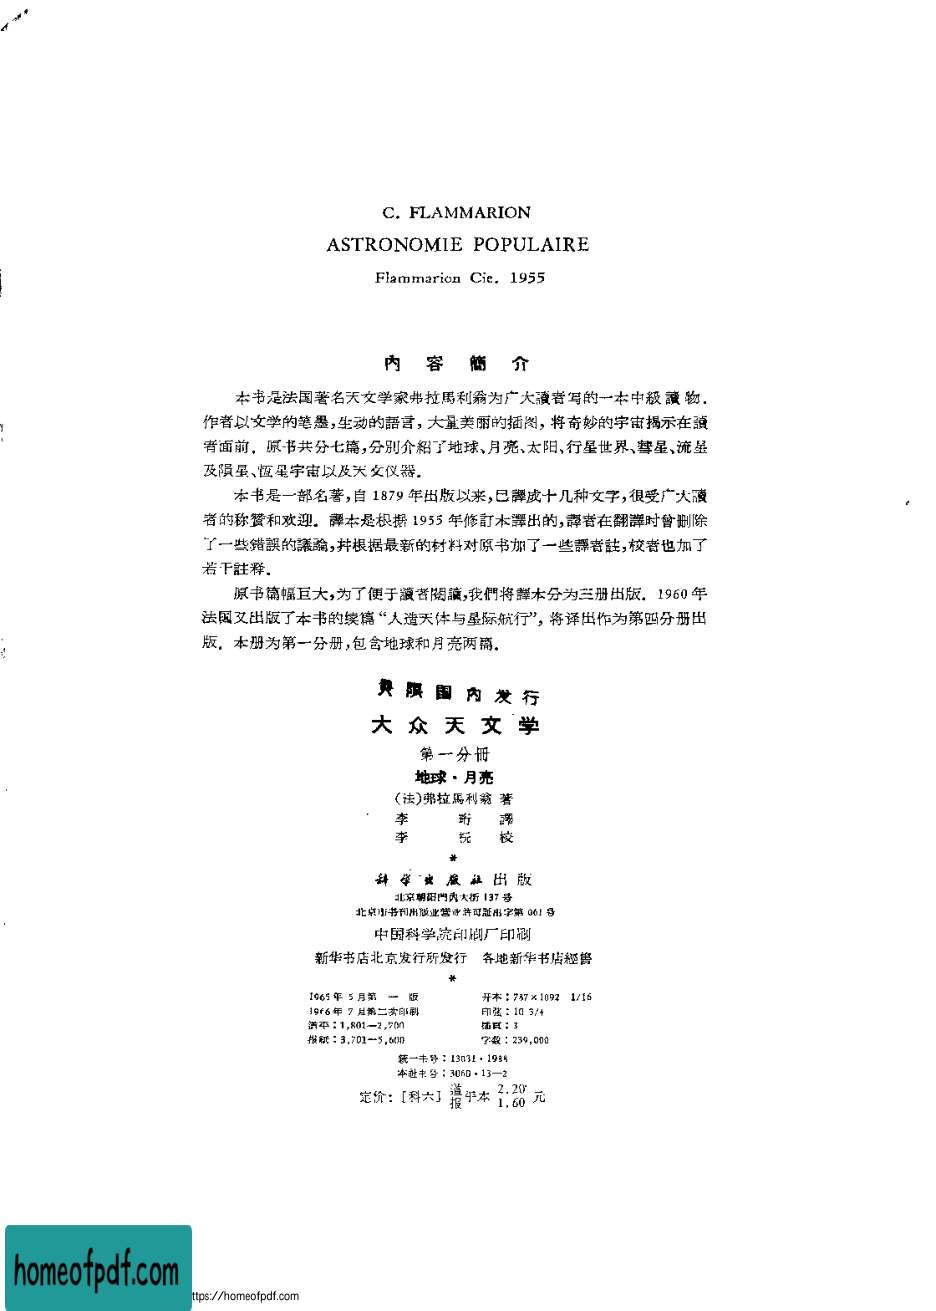 C. FLAMMARION
ASTRONOMIE POPULAIRE
Flammarion Cie. 1955
內容簡介
本书是法国著名天文学家弗拉馬利翁为广大讀者写的一本中級讀物.
作者以文学的笔墨,生动的語言,大量美丽的插图,将奇妙的宇宙揭示在讀
者面前. 原书共分七篇,分別介紹了地球、月亮、太阳、行星世界、彗星、流星
及隕星、恆星宇宙以及天文仪器.
本书是一部名著,自 1879 年出版以来,已譯成十几种文字,很受广大讀
者的称贊和欢迎. 譯本是根据 1955 年修訂本譯出的,譯者在翻譯时曾刪除
了一些錯誤的議論,并根据最新的材料对原书加了一些譯者註,校者也加了
若干註释.
原书篇幅巨大,为了便于讀者閱讀,我們将譯本分为三册出版. 1960 年
法国又出版了本书的续篇“人造天体与星际航行”, 将译出作为第四分册出
版. 本册为第一分册,包含地球和月亮两篇.
国内发行
大众天文学
第一分册
地球·月亮
(法)弗拉馬利翁 著
李 珩 譯
李 校
*
科学出版社出版
北京朝阳門內大街 137 号
北京市书刊出版业营业許可証出字第 061 号
中国科学院印刷厂印刷
新华书店北京发行所发行 各地新华书店經售
*
1965 年 5 月第 一 版 开本:787×1092 1/16
1966 年 7 月第二次印刷 印张:10 3/4
道平:1,801—2,700 插頁:3
报紙:3,701—5,600 字数:239,000
統一书号:13031·
本社书号:3060·13—2
定价: [科六] 道报 平本 2.20 1.60 元
homeofpdf.com
ttps://homeofpdf.com